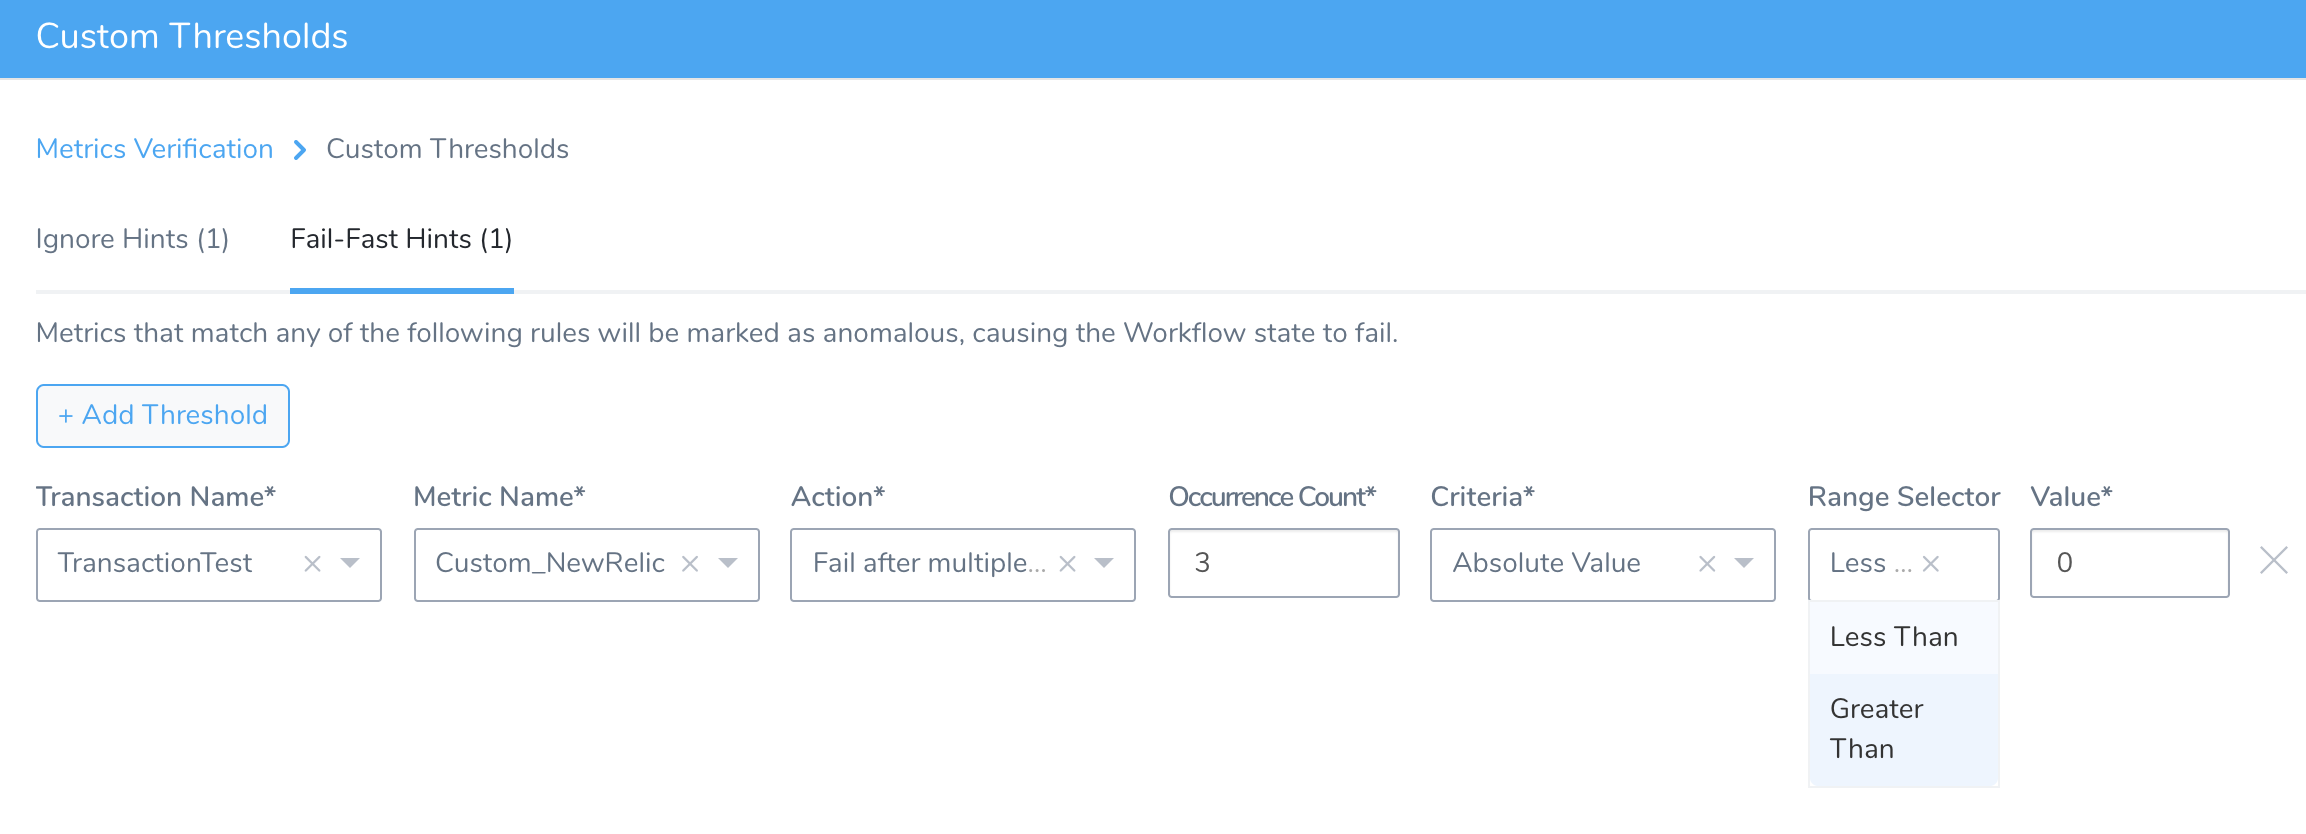 Custom Thresholds
Metrics Verification > Custom Thresholds
Ignore Hints (1) Fail-Fast Hints (1)
Metrics that match any of the following rules will be marked as anomalous, causing the Workflow state to fail.
+ Add Threshold
Transaction Name* Metric Name* Action* Occurrence Count* Criteria* Range Selector Value*
TransactionTest Custom_NewRelic Fail after multiple... 3 Absolute Value Less ... 0
Less Than
Greater
Than